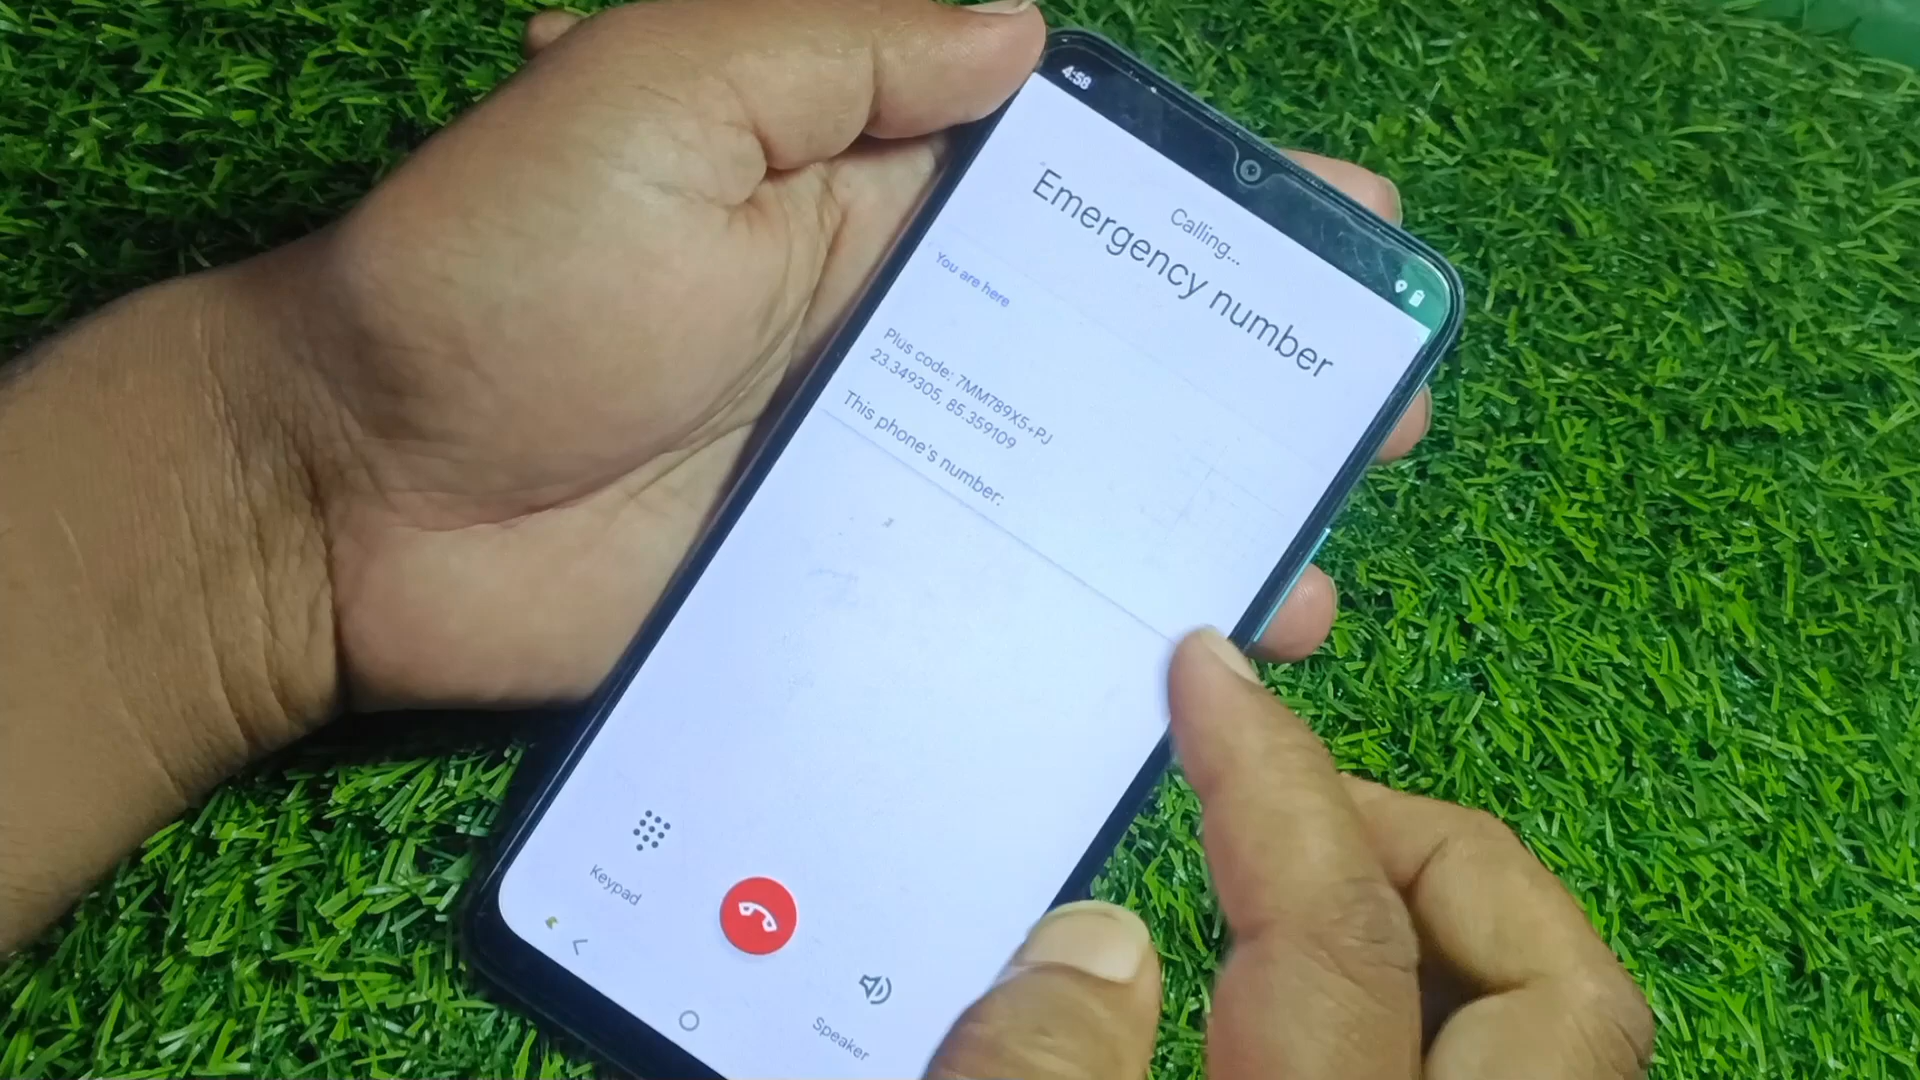 4:58
Calling...
Emergency number
You are here
Plus code: 7MM789X5+PJ
23.349305, 85.359109
This phone's number:
Keypad
Speaker